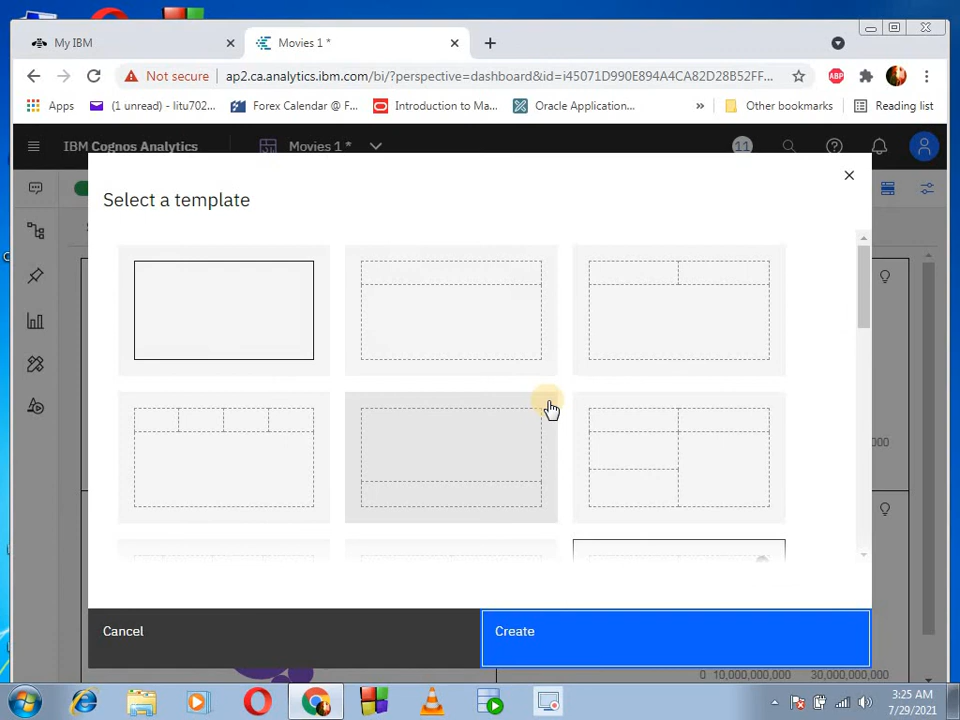 My IBM
Movies 1 *
Not secure
ap2.ca.analytics.ibm.com/bi/?perspective=dashboard&id=i45071D990E894A4CA82D28B52FF...
ABP
Apps
(1 unread) - litu702...
Forex Calendar @ F...
Introduction to Ma...
Oracle Application...
»
Other bookmarks
Reading list
IBM Cognos Analytics
Movies 1 *
11
Select a template
Cancel
Create
0
10,000,000,000
30,000,000,000
3:25 AM
7/29/2021